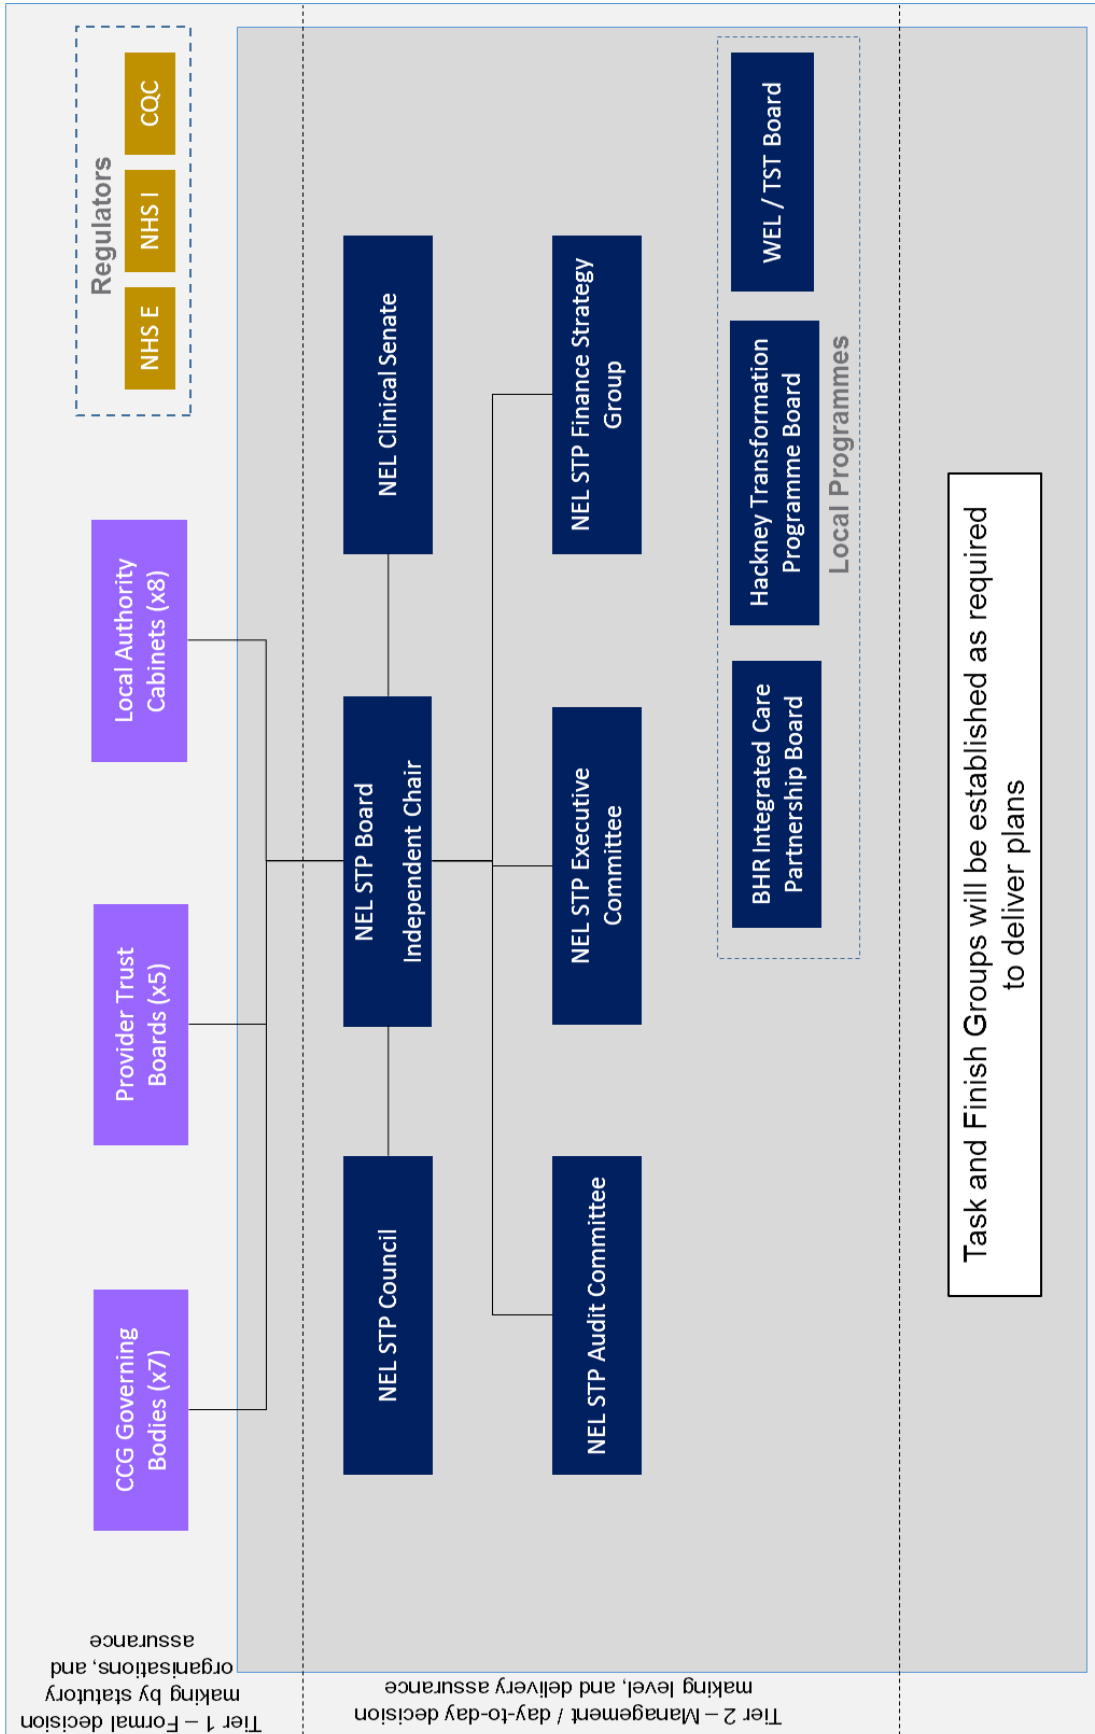 Tier 1 – Formal decision
making by statutory
organisations, and
assurance
CCG Governing
Bodies (x7)
Provider Trust
Boards (x5)
Local Authority
Cabinets (x8)
Regulators
NHS E
NHS I
CQC
Tier 2 – Management / day-to-day decision
making level, and delivery assurance
NEL STP Council
NEL STP Board
Independent Chair
NEL Clinical Senate
NEL STP Audit Committee
NEL STP Executive
Committee
NEL STP Finance Strategy
Group
BHR Integrated Care
Partnership Board
Hackney Transformation
Programme Board
WEL / TST Board
Local Programmes
Task and Finish Groups will be established as required
to deliver plans